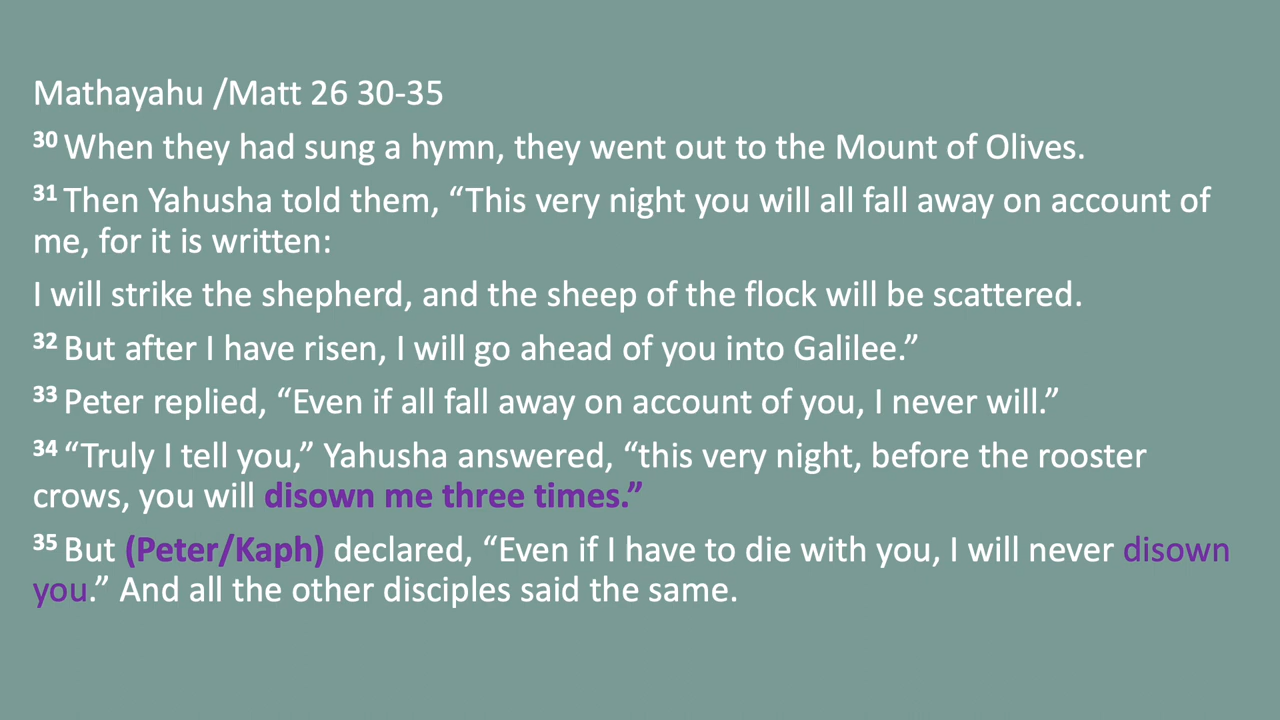 Mathayahu /Matt 26 30-35
30 When they had sung a hymn, they went out to the Mount of Olives.
31 Then Yahusha told them, “This very night you will all fall away on account of
me, for it is written:
I will strike the shepherd, and the sheep of the flock will be scattered.
32 But after I have risen, I will go ahead of you into Galilee.”
33 Peter replied, “Even if all fall away on account of you, I never will.”
34 “Truly I tell you,” Yahusha answered, “this very night, before the rooster
crows, you will disown me three times.”
35 But (Peter/Kaph) declared, “Even if I have to die with you, I will never disown
you.” And all the other disciples said the same.